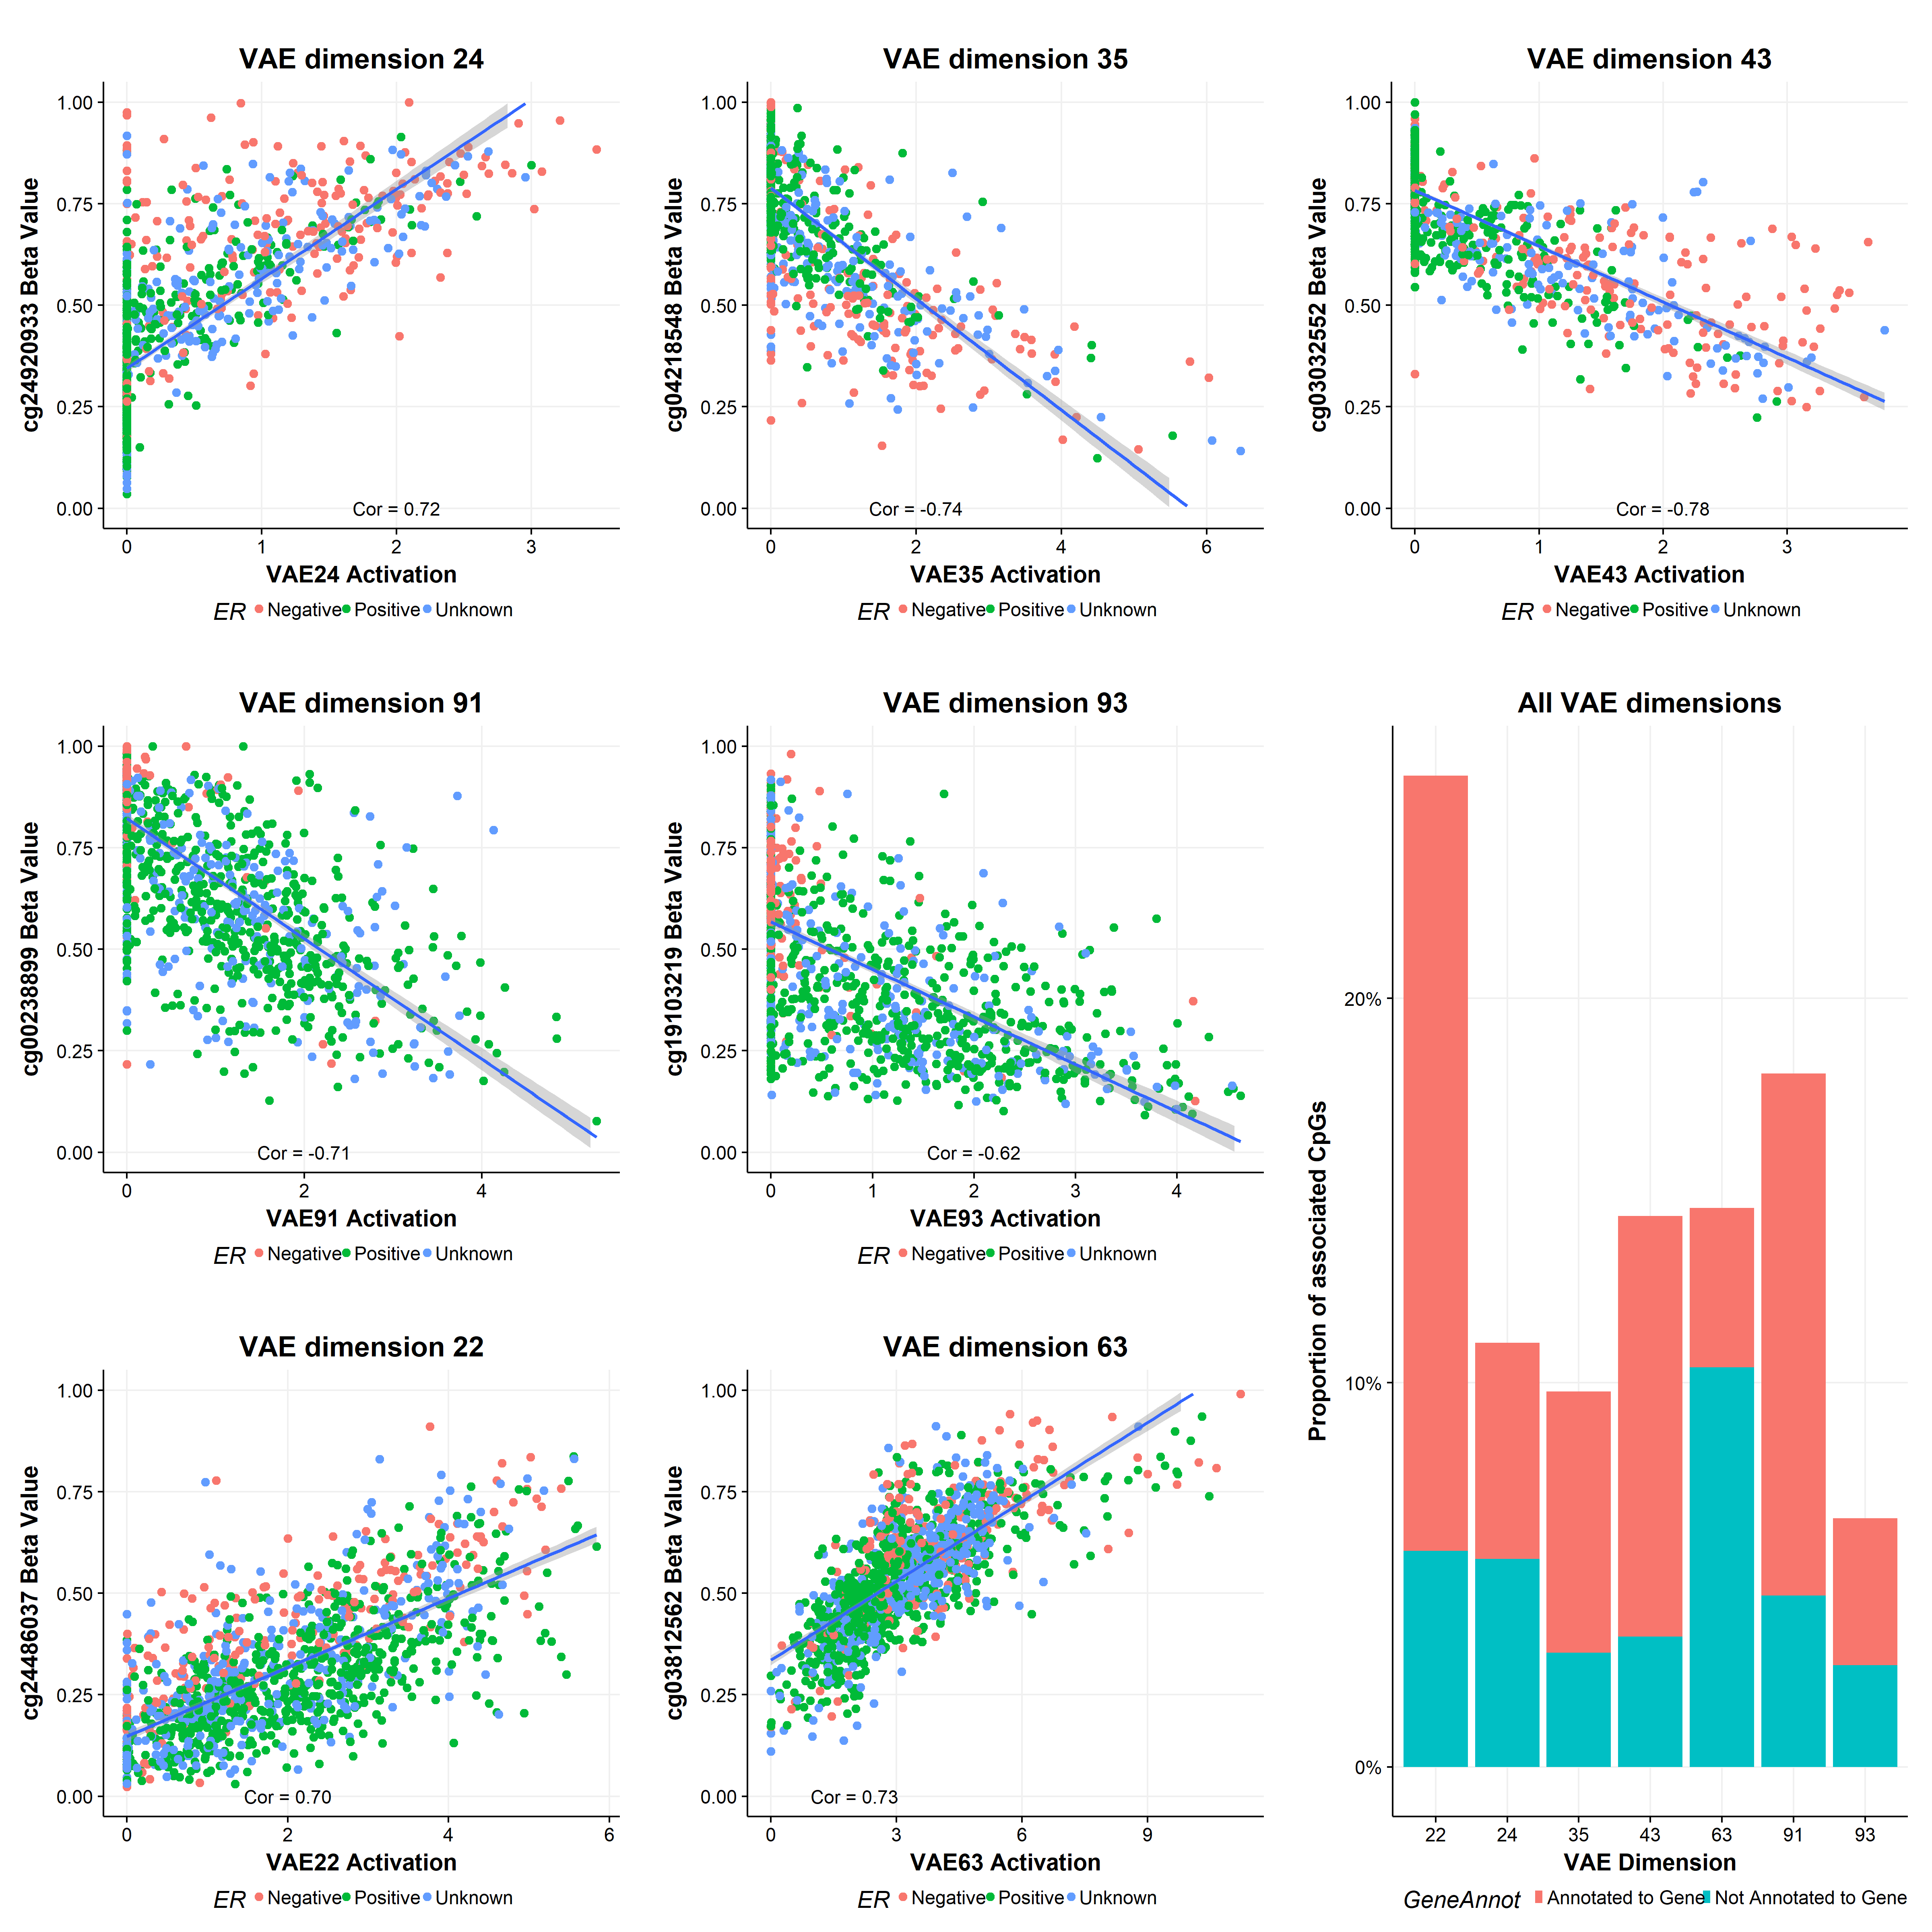 VAE dimension 24
cg24920933 Beta Value
1.00
0.75
0.50
0.25
0.00
Cor = 0.72
0 1 2 3
VAE24 Activation
ER Negative Positive Unknown
VAE dimension 35
cg04218548 Beta Value
1.00
0.75
0.50
0.25
0.00
Cor = -0.74
0 2 4 6
VAE35 Activation
ER Negative Positive Unknown
VAE dimension 43
cg03032552 Beta Value
1.00
0.75
0.50
0.25
0.00
Cor = -0.78
0 1 2 3
VAE43 Activation
ER Negative Positive Unknown
VAE dimension 91
cg00238899 Beta Value
1.00
0.75
0.50
0.25
0.00
Cor = -0.71
0 2 4
VAE91 Activation
ER Negative Positive Unknown
VAE dimension 93
cg19103219 Beta Value
1.00
0.75
0.50
0.25
0.00
Cor = -0.62
0 1 2 3 4
VAE93 Activation
ER Negative Positive Unknown
All VAE dimensions
Proportion of associated CpGs
20%
10%
0%
22 24 35 43 63 91 93
VAE Dimension
GeneAnnot Annotated to Gene Not Annotated to Gene
VAE dimension 22
cg24486037 Beta Value
1.00
0.75
0.50
0.25
0.00
Cor = 0.70
0 2 4 6
VAE22 Activation
ER Negative Positive Unknown
VAE dimension 63
cg03812562 Beta Value
1.00
0.75
0.50
0.25
0.00
Cor = 0.73
0 3 6 9
VAE63 Activation
ER Negative Positive Unknown